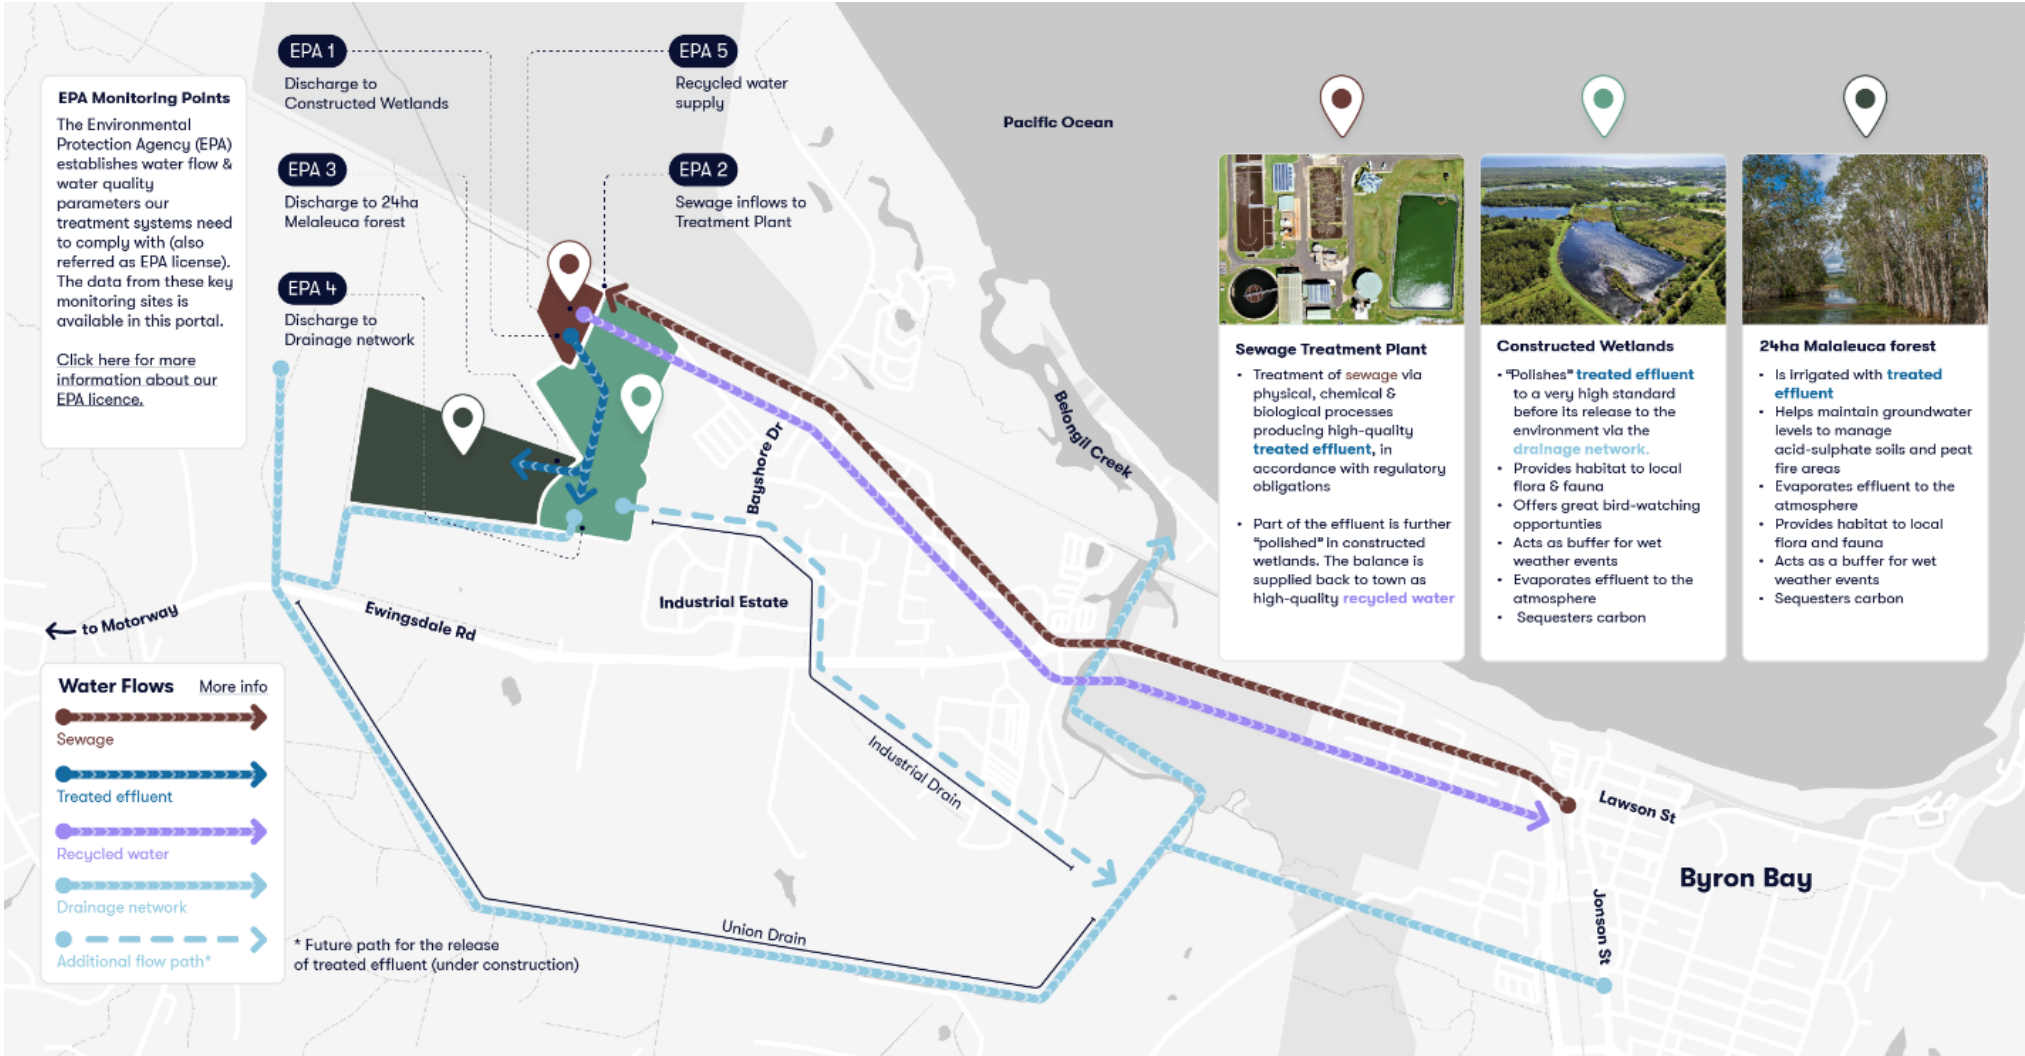 EPA Monitoring Points
The Environmental
Protection Agency (EPA)
establishes water flow &
water quality
parameters our
treatment systems need
to comply with (also
referred as EPA license).
The data from these key
monitoring sites is
available in this portal.
Click here for more
information about our
EPA licence.
EPA 1
Discharge to
Constructed Wetlands
EPA 3
Discharge to 24ha
Melaleuca forest
EPA 4
Discharge to
Drainage network
EPA 5
Recycled water
supply
EPA 2
Sewage inflows to
Treatment Plant
Pacific Ocean
Belongil Creek
Bayshore Dr
Industrial Estate
Ewingsdale Rd
to Motorway
Industrial Drain
Union Drain
Lawson St
Byron Bay
Jonson St
Water Flows
More info
Sewage
Treated effluent
Recycled water
Drainage network
Additional flow path*
* Future path for the release
of treated effluent (under construction)
Sewage Treatment Plant
• Treatment of sewage via
physical, chemical &
biological processes
producing high-quality
treated effluent, in
accordance with regulatory
obligations
• Part of the effluent is further
"polished" in constructed
wetlands. The balance is
supplied back to town as
high-quality recycled water
Constructed Wetlands
• "Polishes" treated effluent
to a very high standard
before its release to the
environment via the
drainage network.
• Provides habitat to local
flora & fauna
• Offers great bird-watching
opportunties
• Acts as buffer for wet
weather events
• Evaporates effluent to the
atmosphere
• Sequesters carbon
24ha Malaleuca forest
• Is irrigated with treated
effluent
• Helps maintain groundwater
levels to manage
acid-sulphate soils and peat
fire areas
• Evaporates effluent to the
atmosphere
• Provides habitat to local
flora and fauna
• Acts as a buffer for wet
weather events
• Sequesters carbon